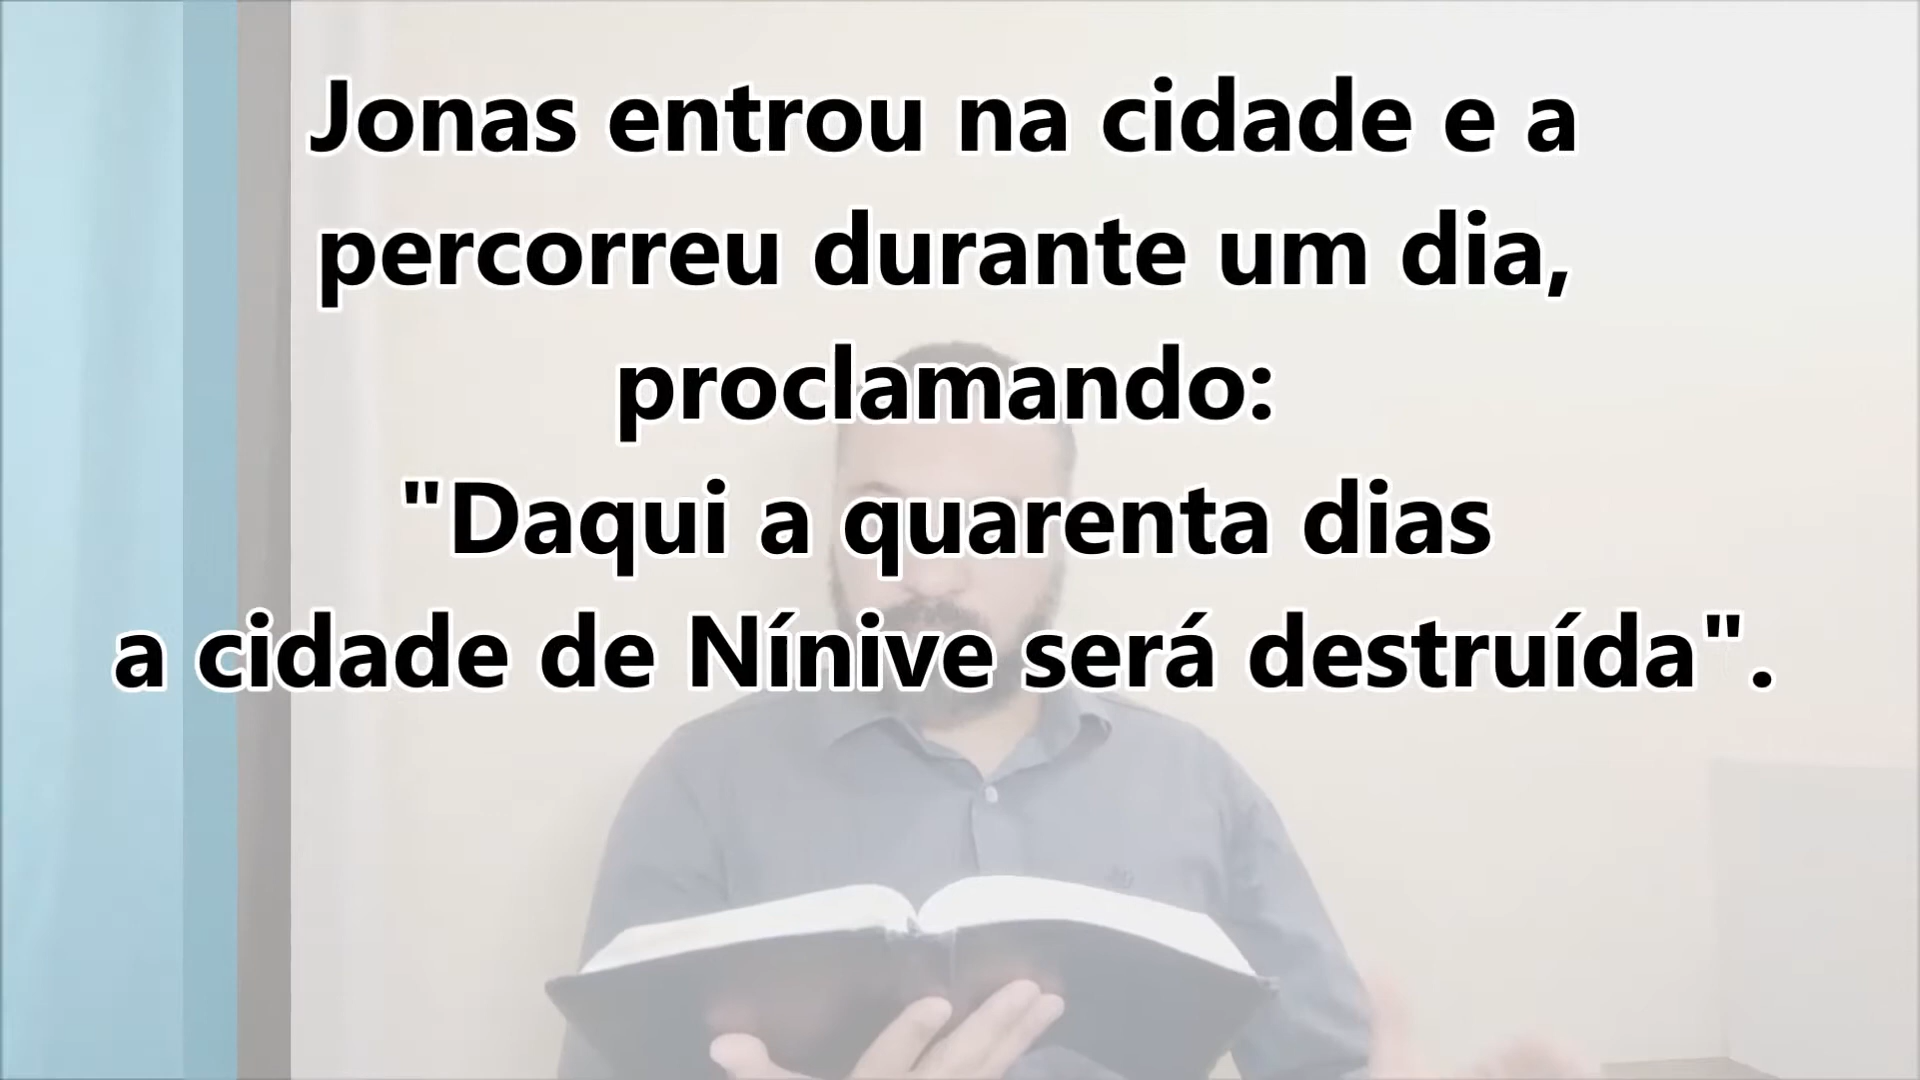 Jonas entrou na cidade e a
percorreu durante um dia,
proclamando:
"Daqui a quarenta dias
a cidade de Nínive será destruída".